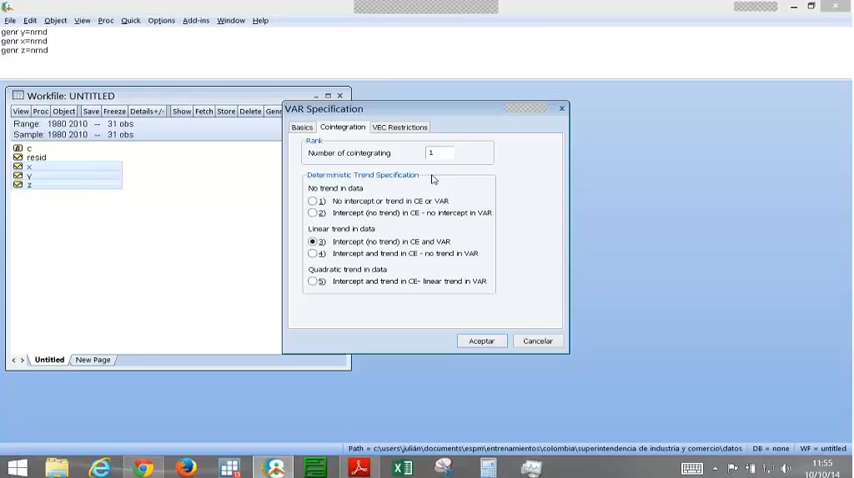 File Edit Object View Proc Quick Options Add-ins Window Help
genr y=nrnd
genr x=nrnd
genr z=nrnd
Workfile: UNTITLED
View Proc Object Save Freeze Details+/- Show Fetch Store Delete Genr
Range: 1980 2010 -- 31 obs
Sample: 1980 2010 -- 31 obs
c
resid
x
y
z
Untitled New Page
VAR Specification
Basics Cointegration VEC Restrictions
Rank
Number of cointegrating 1
Deterministic Trend Specification
No trend in data
1) No intercept or trend in CE or VAR
2) Intercept (no trend) in CE - no intercept in VAR
Linear trend in data
3) Intercept (no trend) in CE and VAR
4) Intercept and trend in CE - no trend in VAR
Quadratic trend in data
5) Intercept and trend in CE- linear trend in VAR
Aceptar Cancelar
Path = c:\users\julián\documents\espm\entrenamientos\colombia\superintendencia de industria y comercio\datos DB = none WF = untitled
11:55
10/10/14